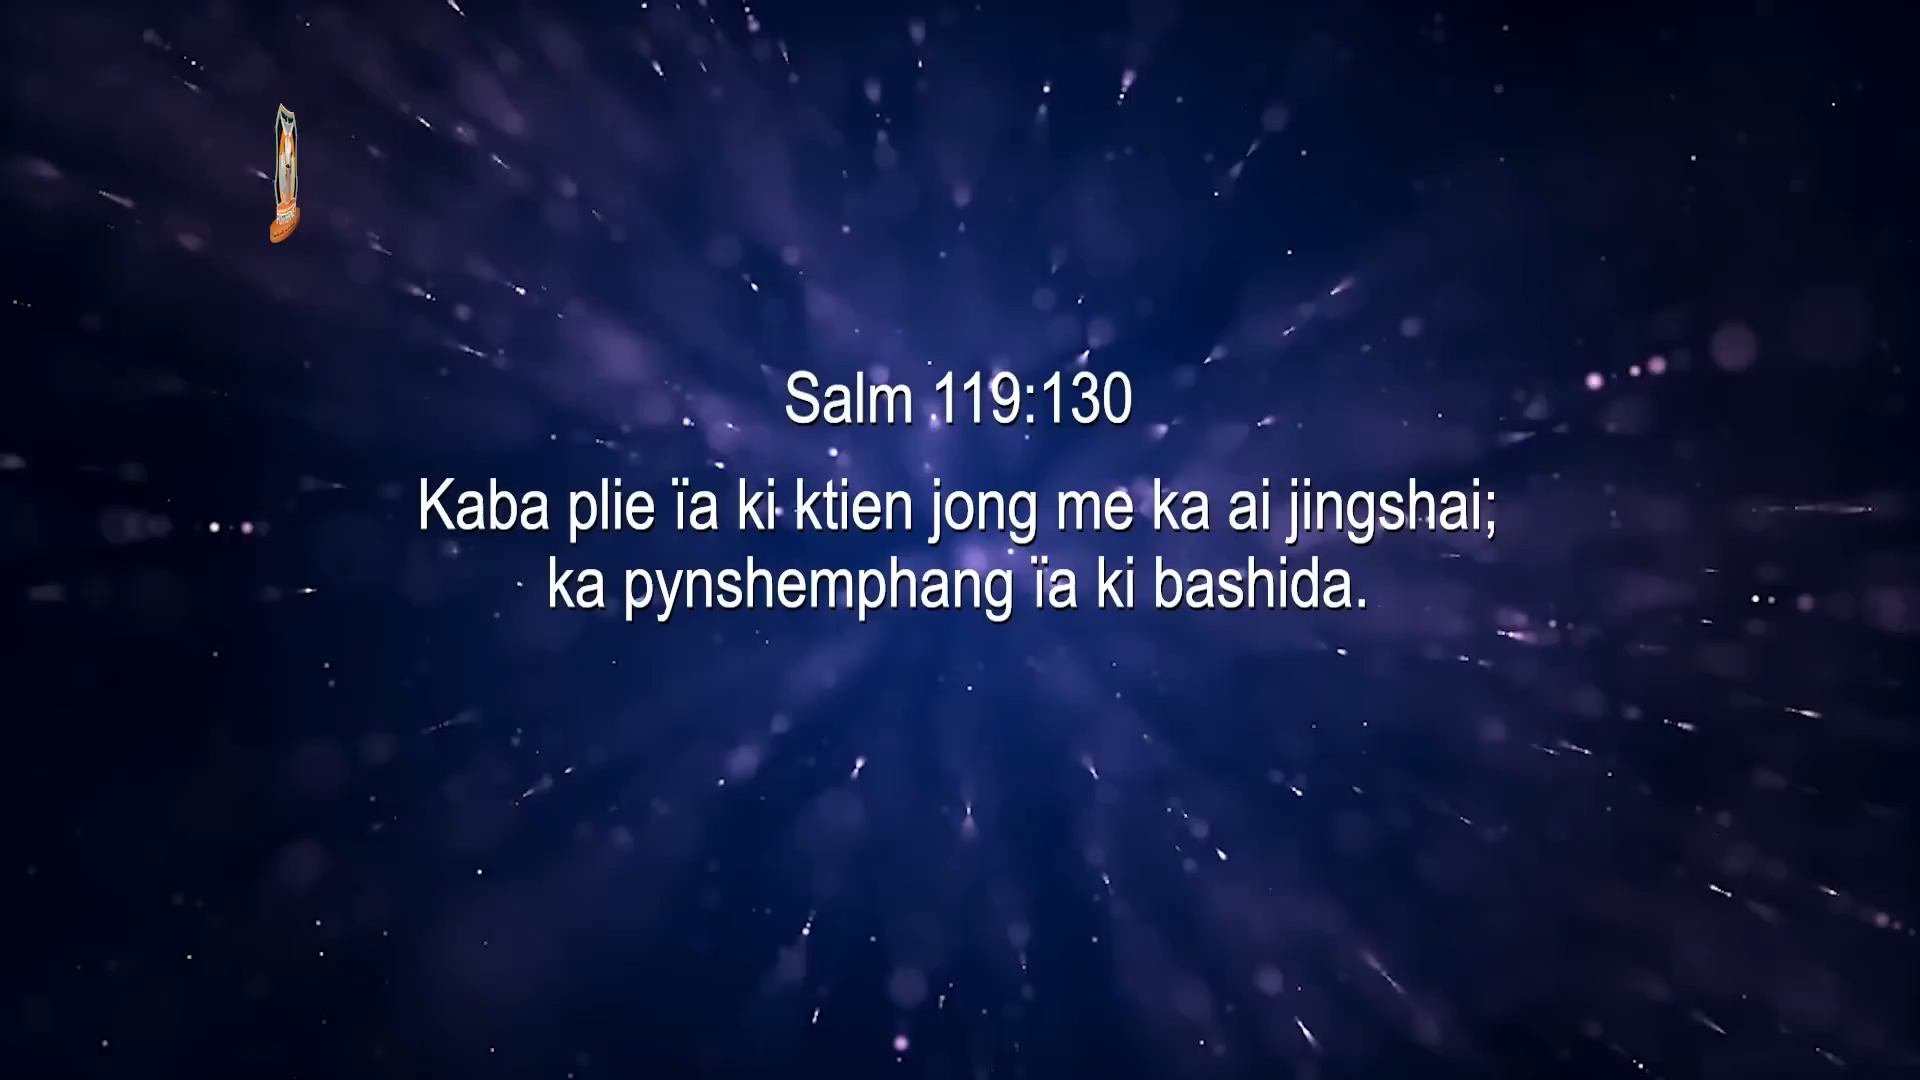 Salm 119:130
Kaba plie ïa ki ktien jong me ka ai jingshai;
ka pynshemphang ïa ki bashida.